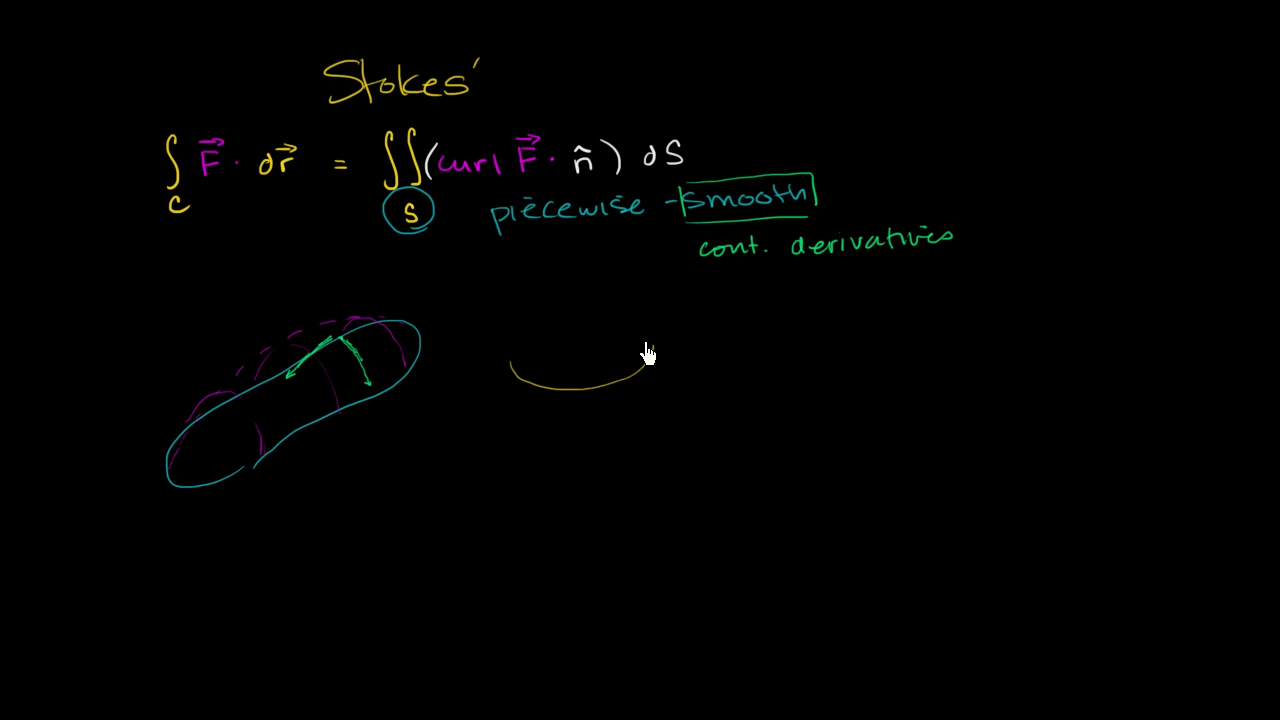 Stokes'
∫_C F⃗ · dr⃗ = ∬_S (curl F⃗ · n̂) dS
piecewise - smooth
cont. derivatives